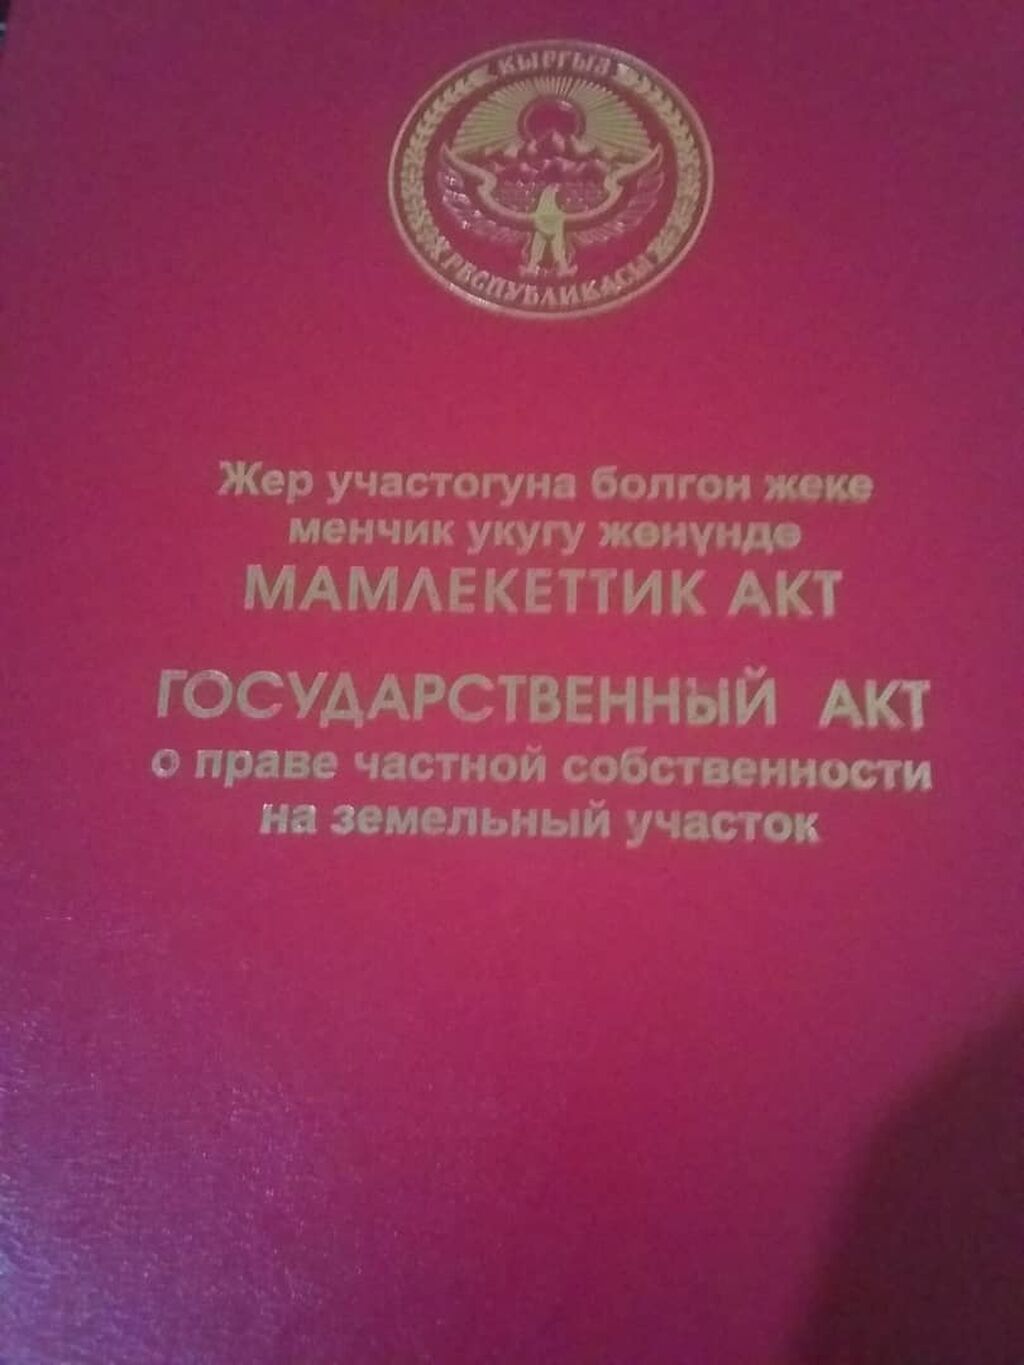 КЫРГЫЗ
РЕСПУБЛИКАСЫ
Жер участогуна болгон жеке
менчик укугу жөнүндө
МАМЛЕКЕТТИК АКТ
ГОСУДАРСТВЕННЫЙ АКТ
о праве частной собственности
на земельный участок